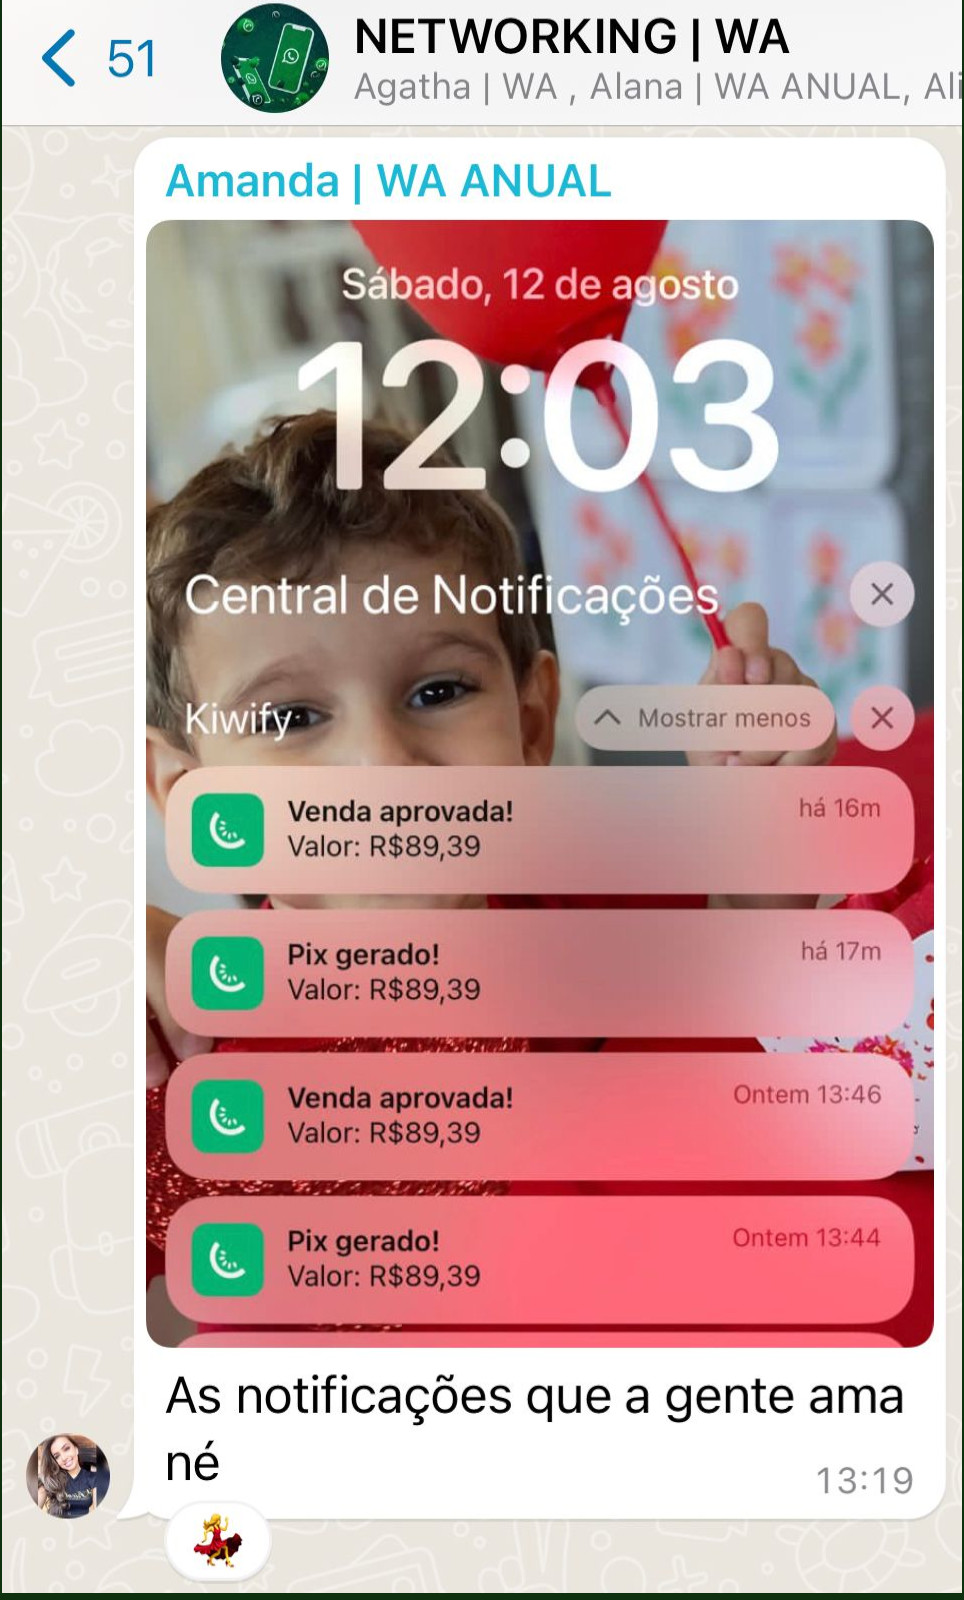 51
NETWORKING | WA
Agatha | WA , Alana | WA ANUAL, Ali
Amanda | WA ANUAL
Sábado, 12 de agosto
12:03
Central de Notificações
Kiwify
Mostrar menos
Venda aprovada!
há 16m
Valor: R$89,39
Pix gerado!
há 17m
Valor: R$89,39
Venda aprovada!
Ontem 13:46
Valor: R$89,39
Pix gerado!
Ontem 13:44
Valor: R$89,39
As notificações que a gente ama
né
13:19